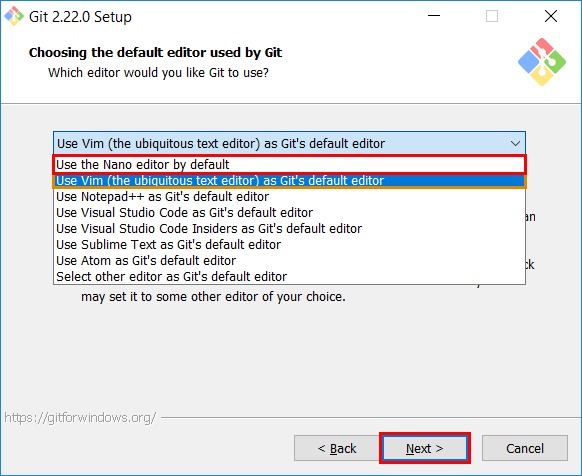 Git 2.22.0 Setup
Choosing the default editor used by Git
Which editor would you like Git to use?
Use Vim (the ubiquitous text editor) as Git's default editor
Use the Nano editor by default
Use Vim (the ubiquitous text editor) as Git's default editor
Use Notepad++ as Git's default editor
Use Visual Studio Code as Git's default editor
an
Use Visual Studio Code Insiders as Git's default editor
Use Sublime Text as Git's default editor
Use Atom as Git's default editor
Select other editor as Git's default editor
may set it to some other editor of your choice.
https://gitforwindows.org/
< Back
Next >
Cancel